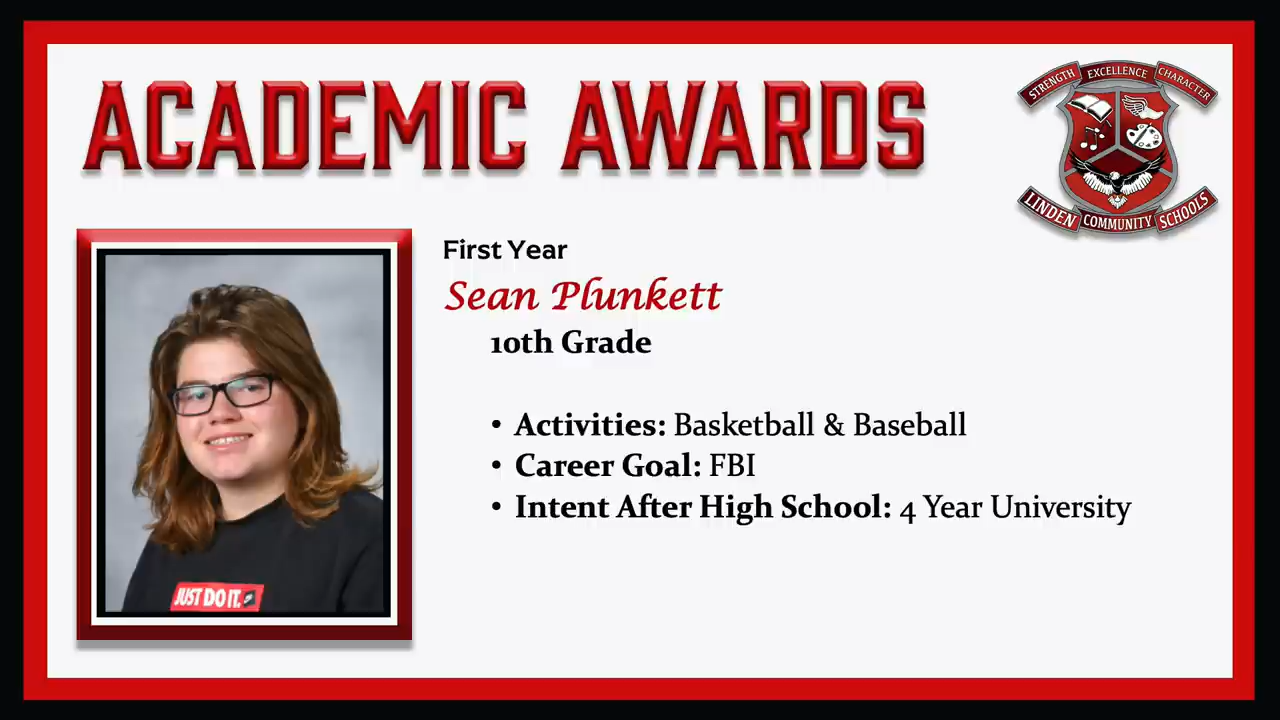 ACADEMIC AWARDS
STRENGTH EXCELLENCE CHARACTER
LINDEN COMMUNITY SCHOOLS
First Year
Sean Plunkett
10th Grade
• Activities: Basketball & Baseball
• Career Goal: FBI
• Intent After High School: 4 Year University
JUST DO IT.